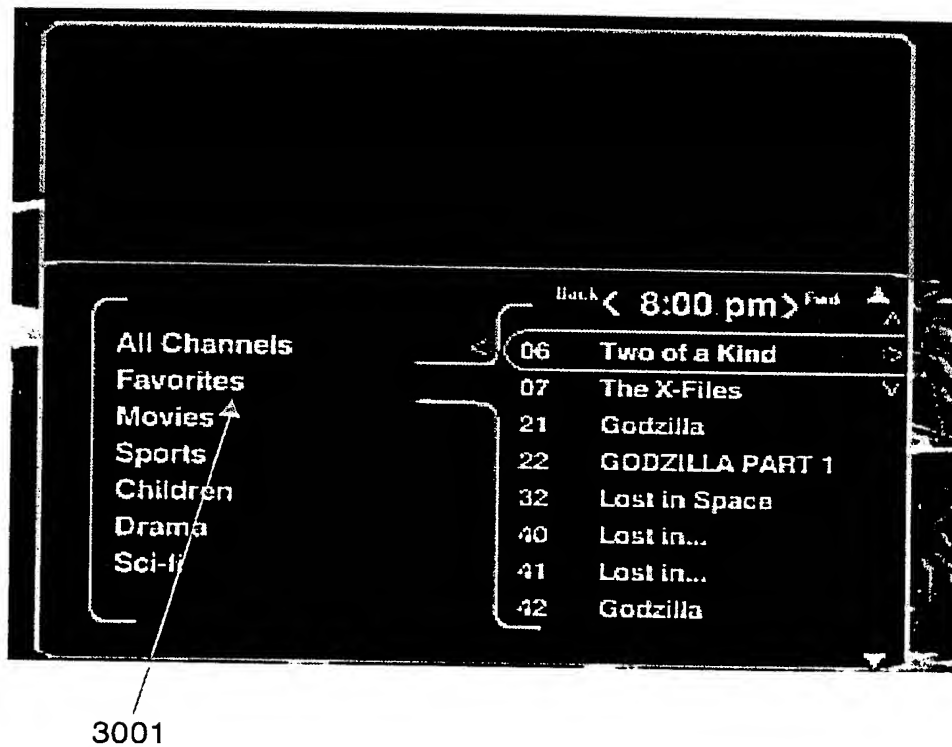 Back < 8:00 pm > Fwd
All Channels
Favorites
Movies
Sports
Children
Drama
Sci-fi
06 Two of a Kind
07 The X-Files
21 Godzilla
22 GODZILLA PART 1
32 Lost in Space
40 Lost in...
41 Lost in...
42 Godzilla
3001